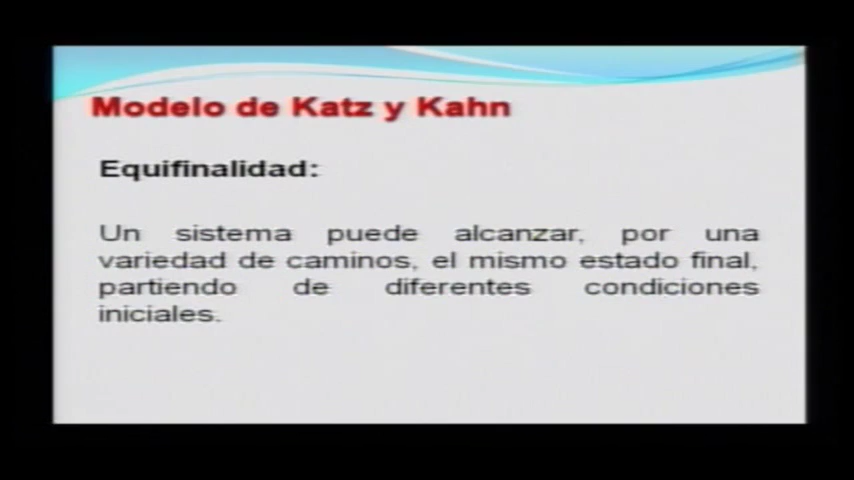 Modelo de Katz y Kahn
Equifinalidad:
Un sistema puede alcanzar, por una
variedad de caminos, el mismo estado final,
partiendo de diferentes condiciones
iniciales.